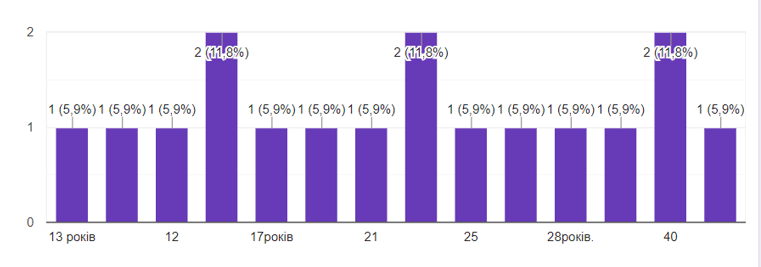 2
2 (11,8%) 2 (11,8%) 2 (11,8%)
1 (5,9%) 1 (5,9%) 1 (5,9%) 1 (5,9%) 1 (5,9%) 1 (5,9%) 1 (5,9%) 1 (5,9%) 1 (5,9%) 1 (5,9%) 1 (5,9%)
1
0
13 років 12 17років 21 25 28років. 40